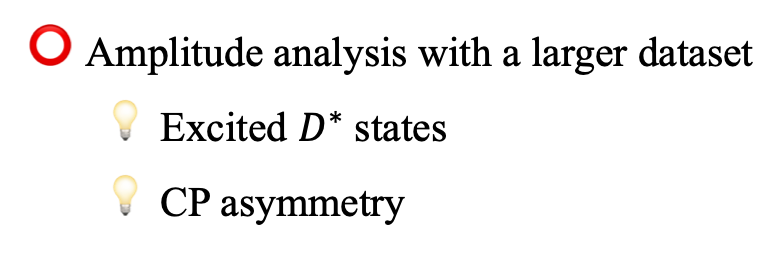 Amplitude analysis with a larger dataset
Excited D* states
CP asymmetry